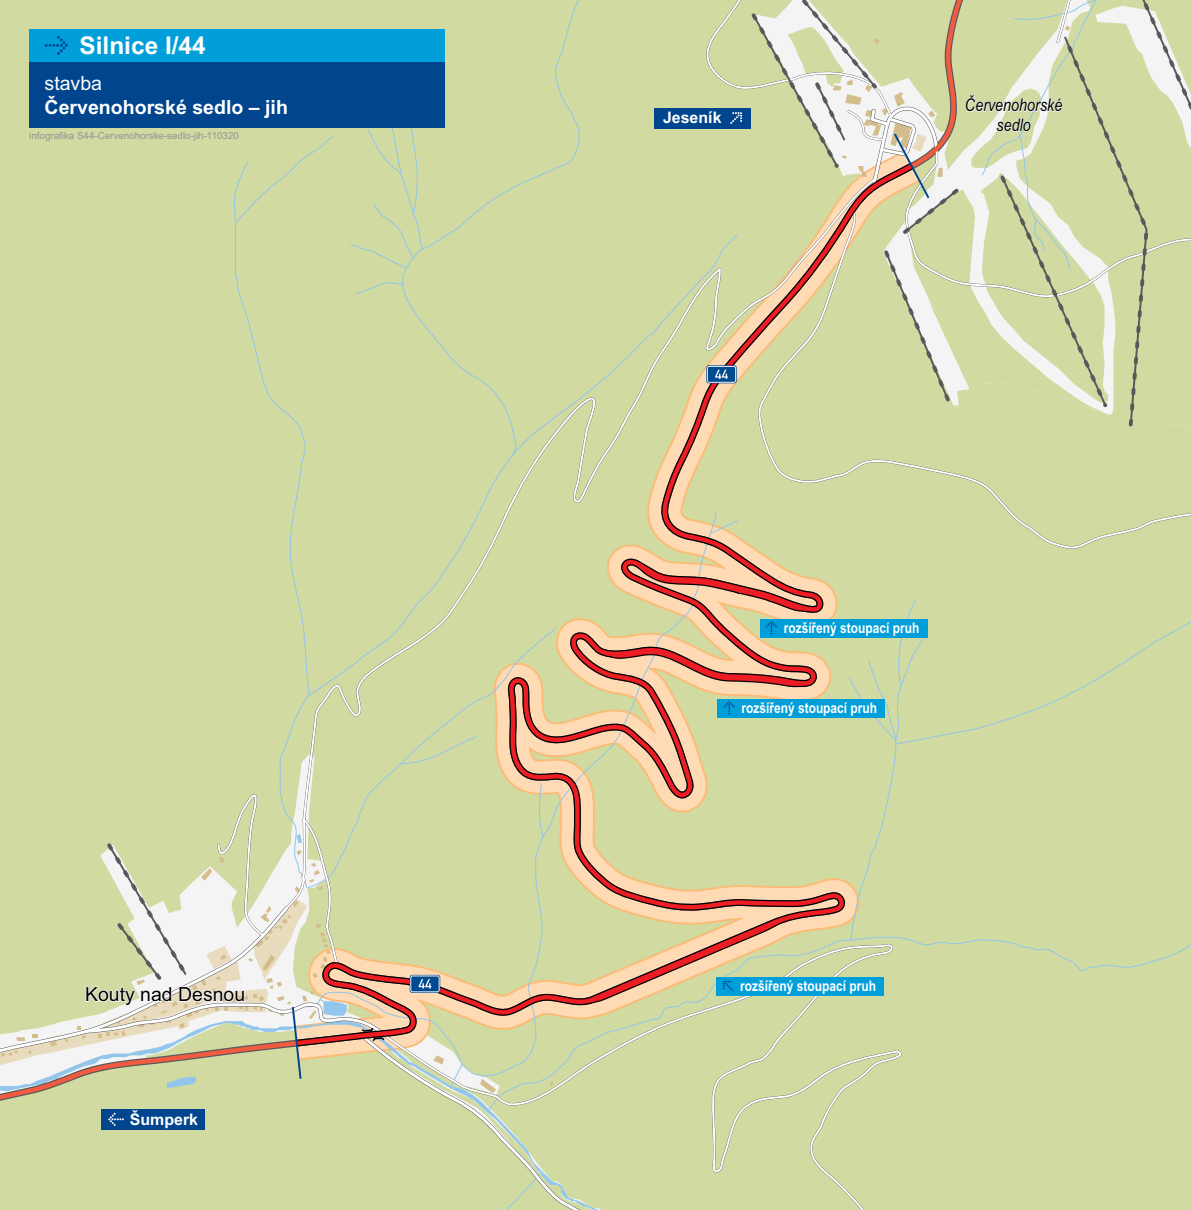 Silnice I/44
stavba
Červenohorské sedlo – jih
infografika S44-Cervenohorske-sedlo-jih-110320
Jeseník
Červenohorské
sedlo
44
rozšířený stoupací pruh
rozšířený stoupací pruh
44
rozšířený stoupací pruh
Kouty nad Desnou
Šumperk